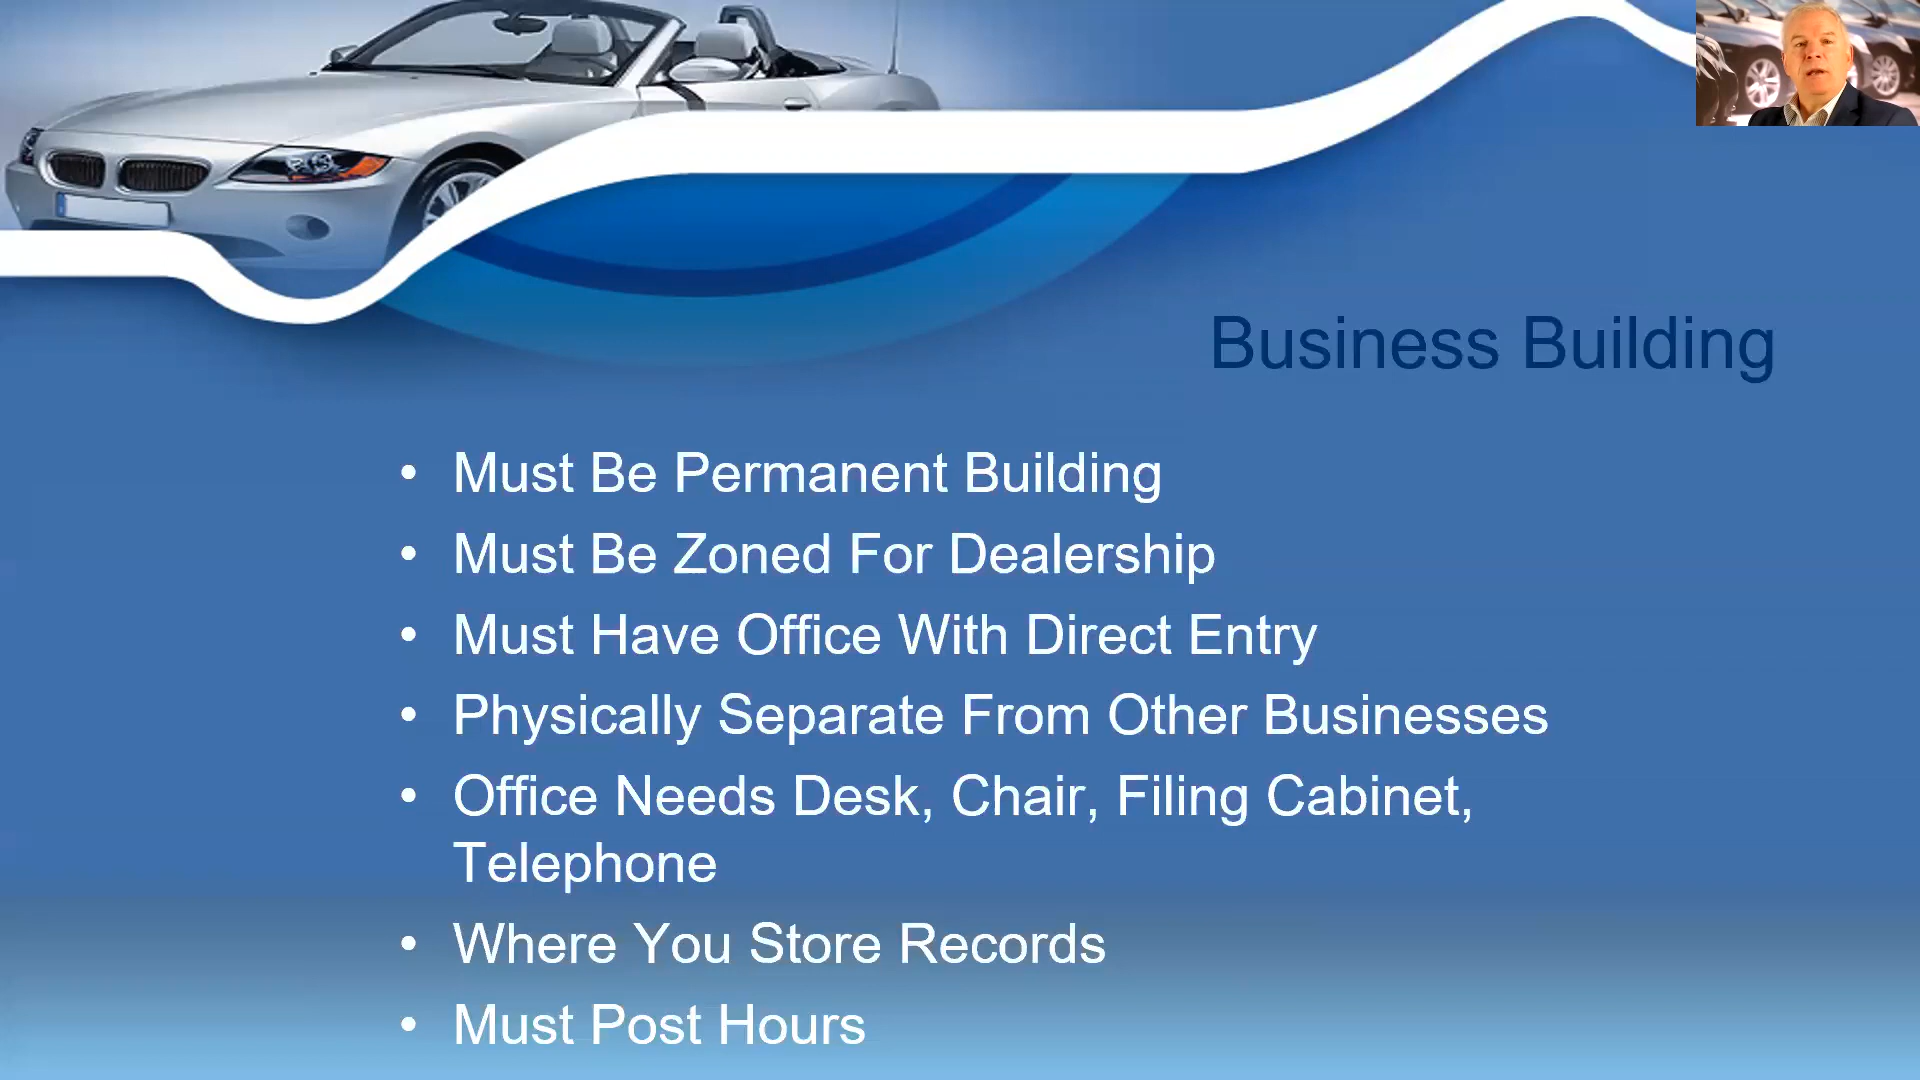 Business Building
• Must Be Permanent Building
• Must Be Zoned For Dealership
• Must Have Office With Direct Entry
• Physically Separate From Other Businesses
• Office Needs Desk, Chair, Filing Cabinet,
Telephone
• Where You Store Records
• Must Post Hours